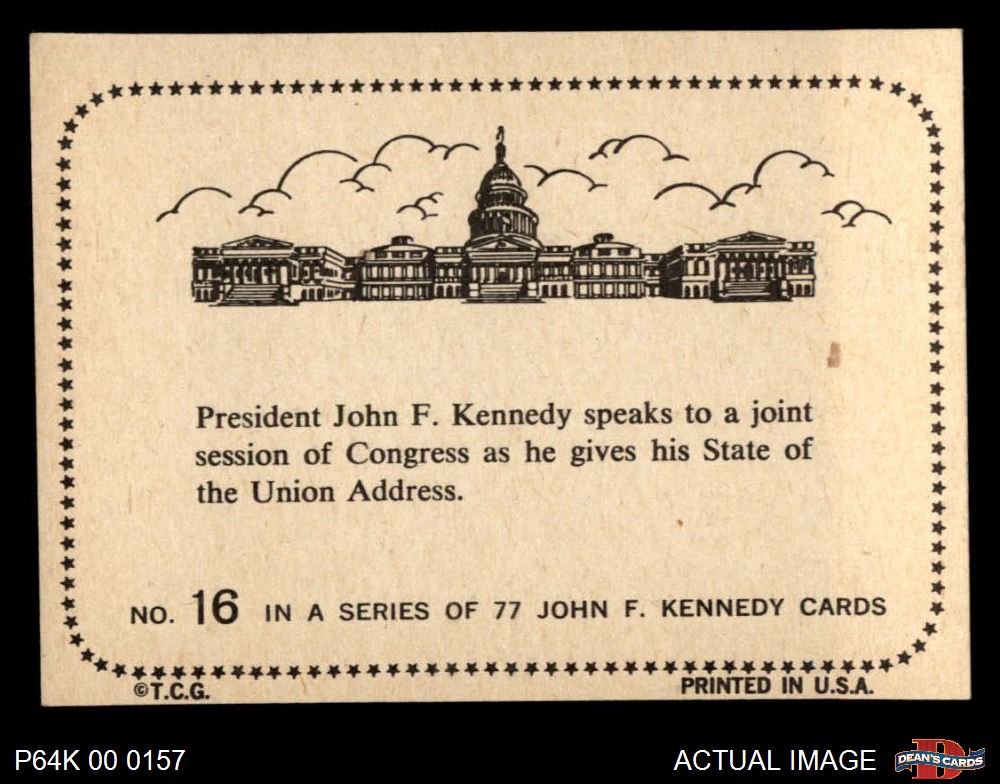 President John F. Kennedy speaks to a joint
session of Congress as he gives his State of
the Union Address.
NO. 16 IN A SERIES OF 77 JOHN F. KENNEDY CARDS
©T.C.G. PRINTED IN U.S.A.
P64K 00 0157 ACTUAL IMAGE DEAN'S CARDS